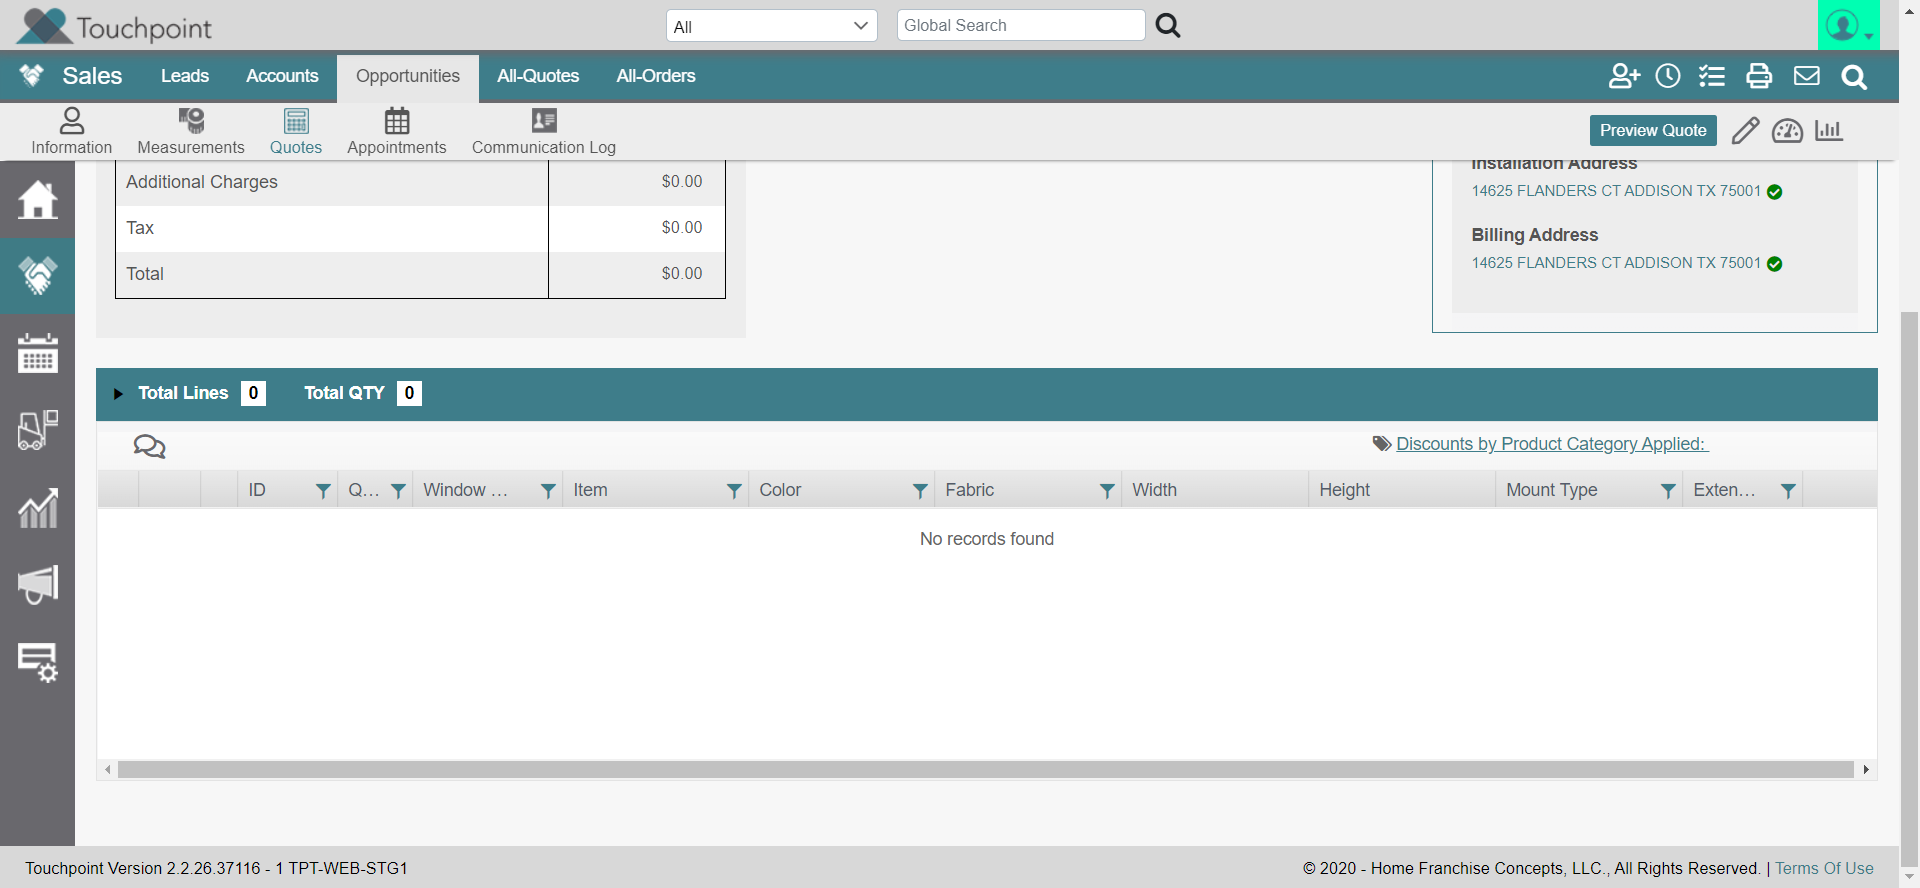 Touchpoint
All
Global Search
Sales
Leads
Accounts
Opportunities
All-Quotes
All-Orders
Information
Measurements
Quotes
Appointments
Communication Log
Preview Quote
Additional Charges $0.00
Tax $0.00
Total $0.00
Installation Address
14625 FLANDERS CT ADDISON TX 75001
Billing Address
14625 FLANDERS CT ADDISON TX 75001
Total Lines 0 Total QTY 0
Discounts by Product Category Applied:
ID Q... Window ... Item Color Fabric Width Height Mount Type Exten...
No records found
Touchpoint Version 2.2.26.37116 - 1 TPT-WEB-STG1
© 2020 - Home Franchise Concepts, LLC., All Rights Reserved. | Terms Of Use